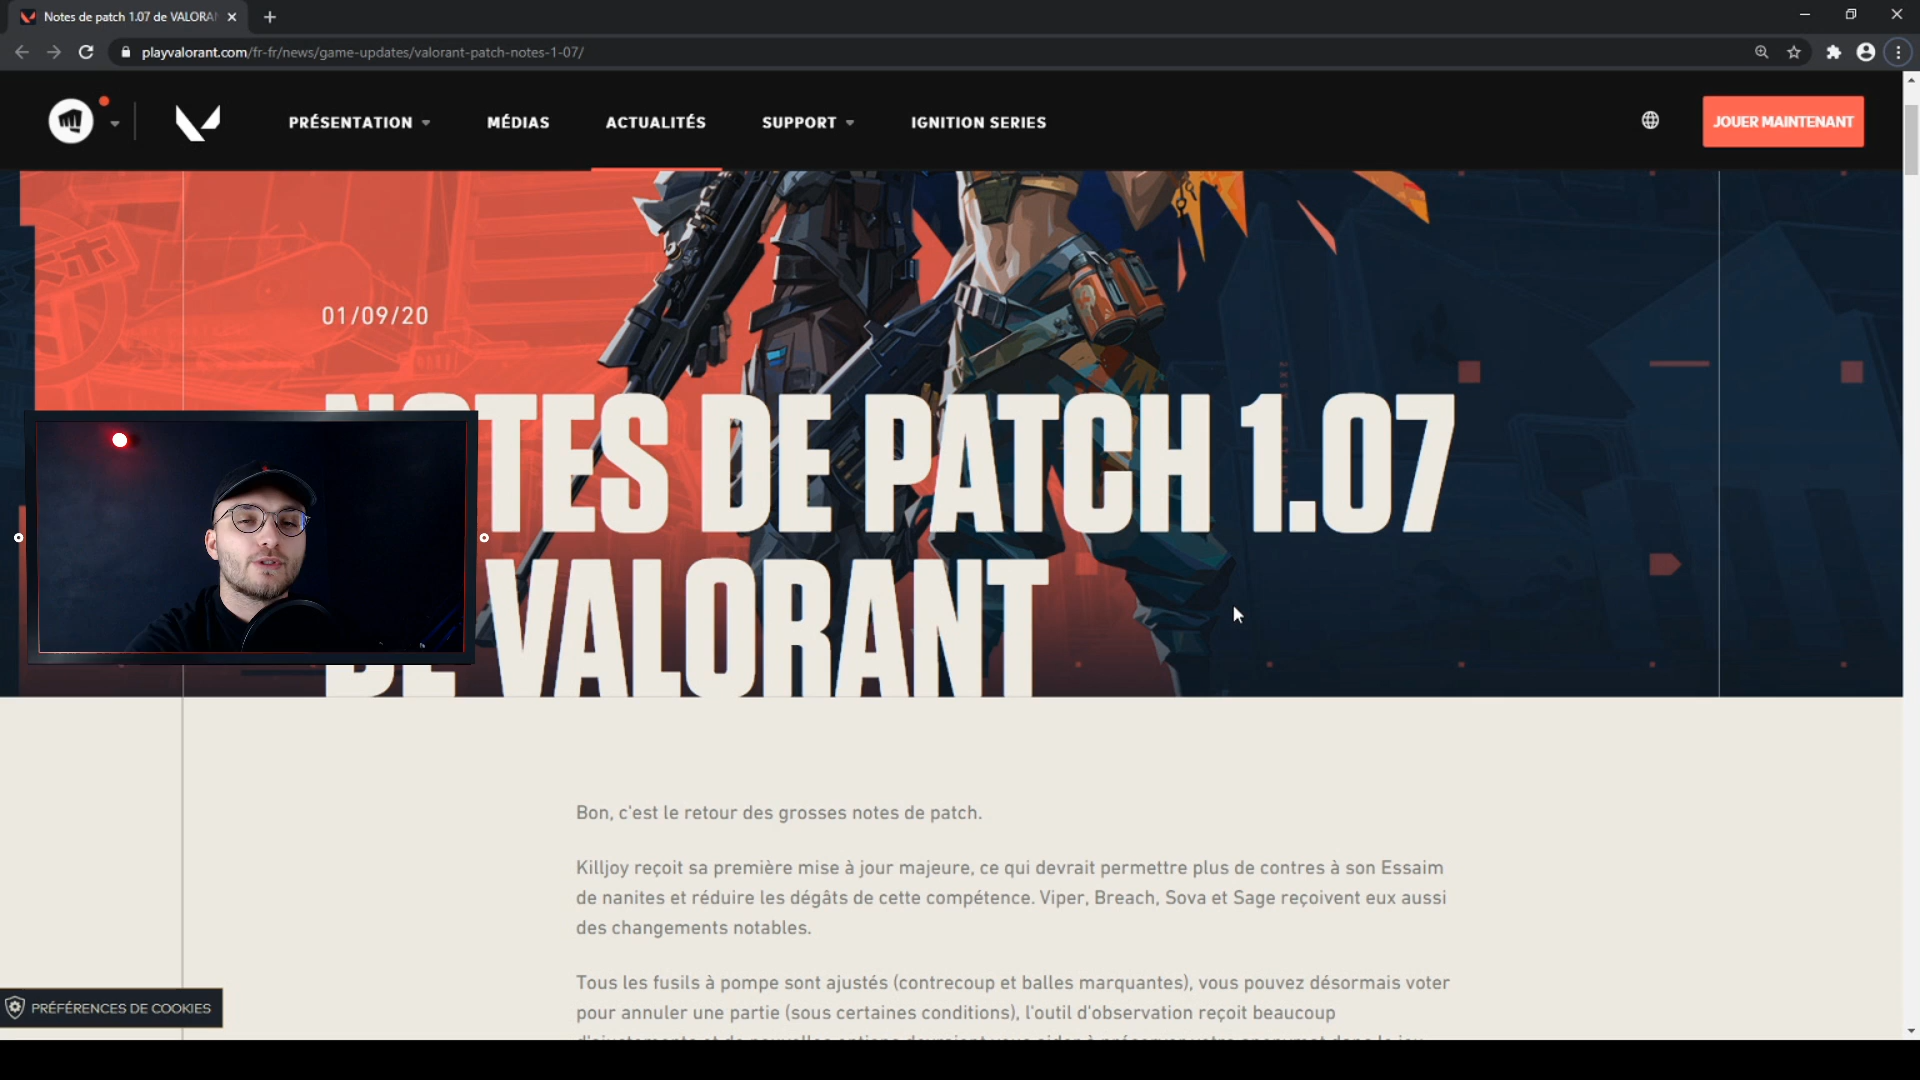 Notes de patch 1.07 de VALORA
playvalorant.com/fr-fr/news/game-updates/valorant-patch-notes-1-07/
PRÉSENTATION MÉDIAS ACTUALITÉS SUPPORT IGNITION SERIES JOUER MAINTENANT
01/09/20
NOTES DE PATCH 1.07
DE VALORANT
Bon, c'est le retour des grosses notes de patch.
Killjoy reçoit sa première mise à jour majeure, ce qui devrait permettre plus de contres à son Essaim
de nanites et réduire les dégâts de cette compétence. Viper, Breach, Sova et Sage reçoivent eux aussi
des changements notables.
Tous les fusils à pompe sont ajustés (contrecoup et balles marquantes), vous pouvez désormais voter
pour annuler une partie (sous certaines conditions), l'outil d'observation reçoit beaucoup
PRÉFÉRENCES DE COOKIES